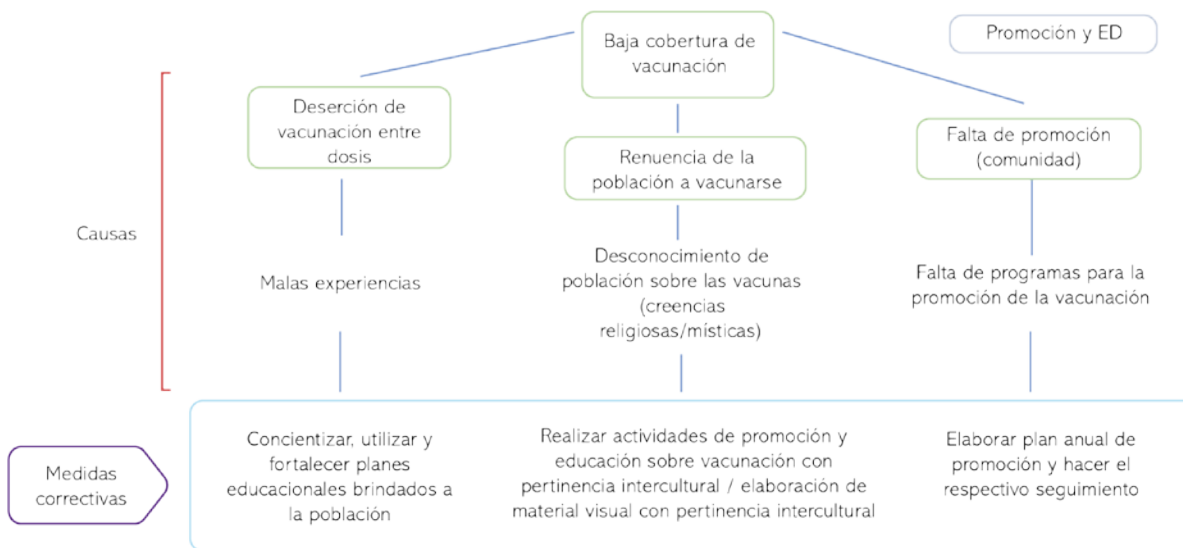 Baja cobertura de
vacunación
Promoción y ED
Causas
Deserción de
vacunación entre
dosis
Renuencia de la
población a vacunarse
Falta de promoción
(comunidad)
Malas experiencias
Desconocimiento de
población sobre las vacunas
(creencias
religiosas/místicas)
Falta de programas para la
promoción de la vacunación
Medidas
correctivas
Concientizar, utilizar y
fortalecer planes
educacionales brindados a
la población
Realizar actividades de promoción y
educación sobre vacunación con
pertinencia intercultural / elaboración de
material visual con pertinencia intercultural
Elaborar plan anual de
promoción y hacer el
respectivo seguimiento